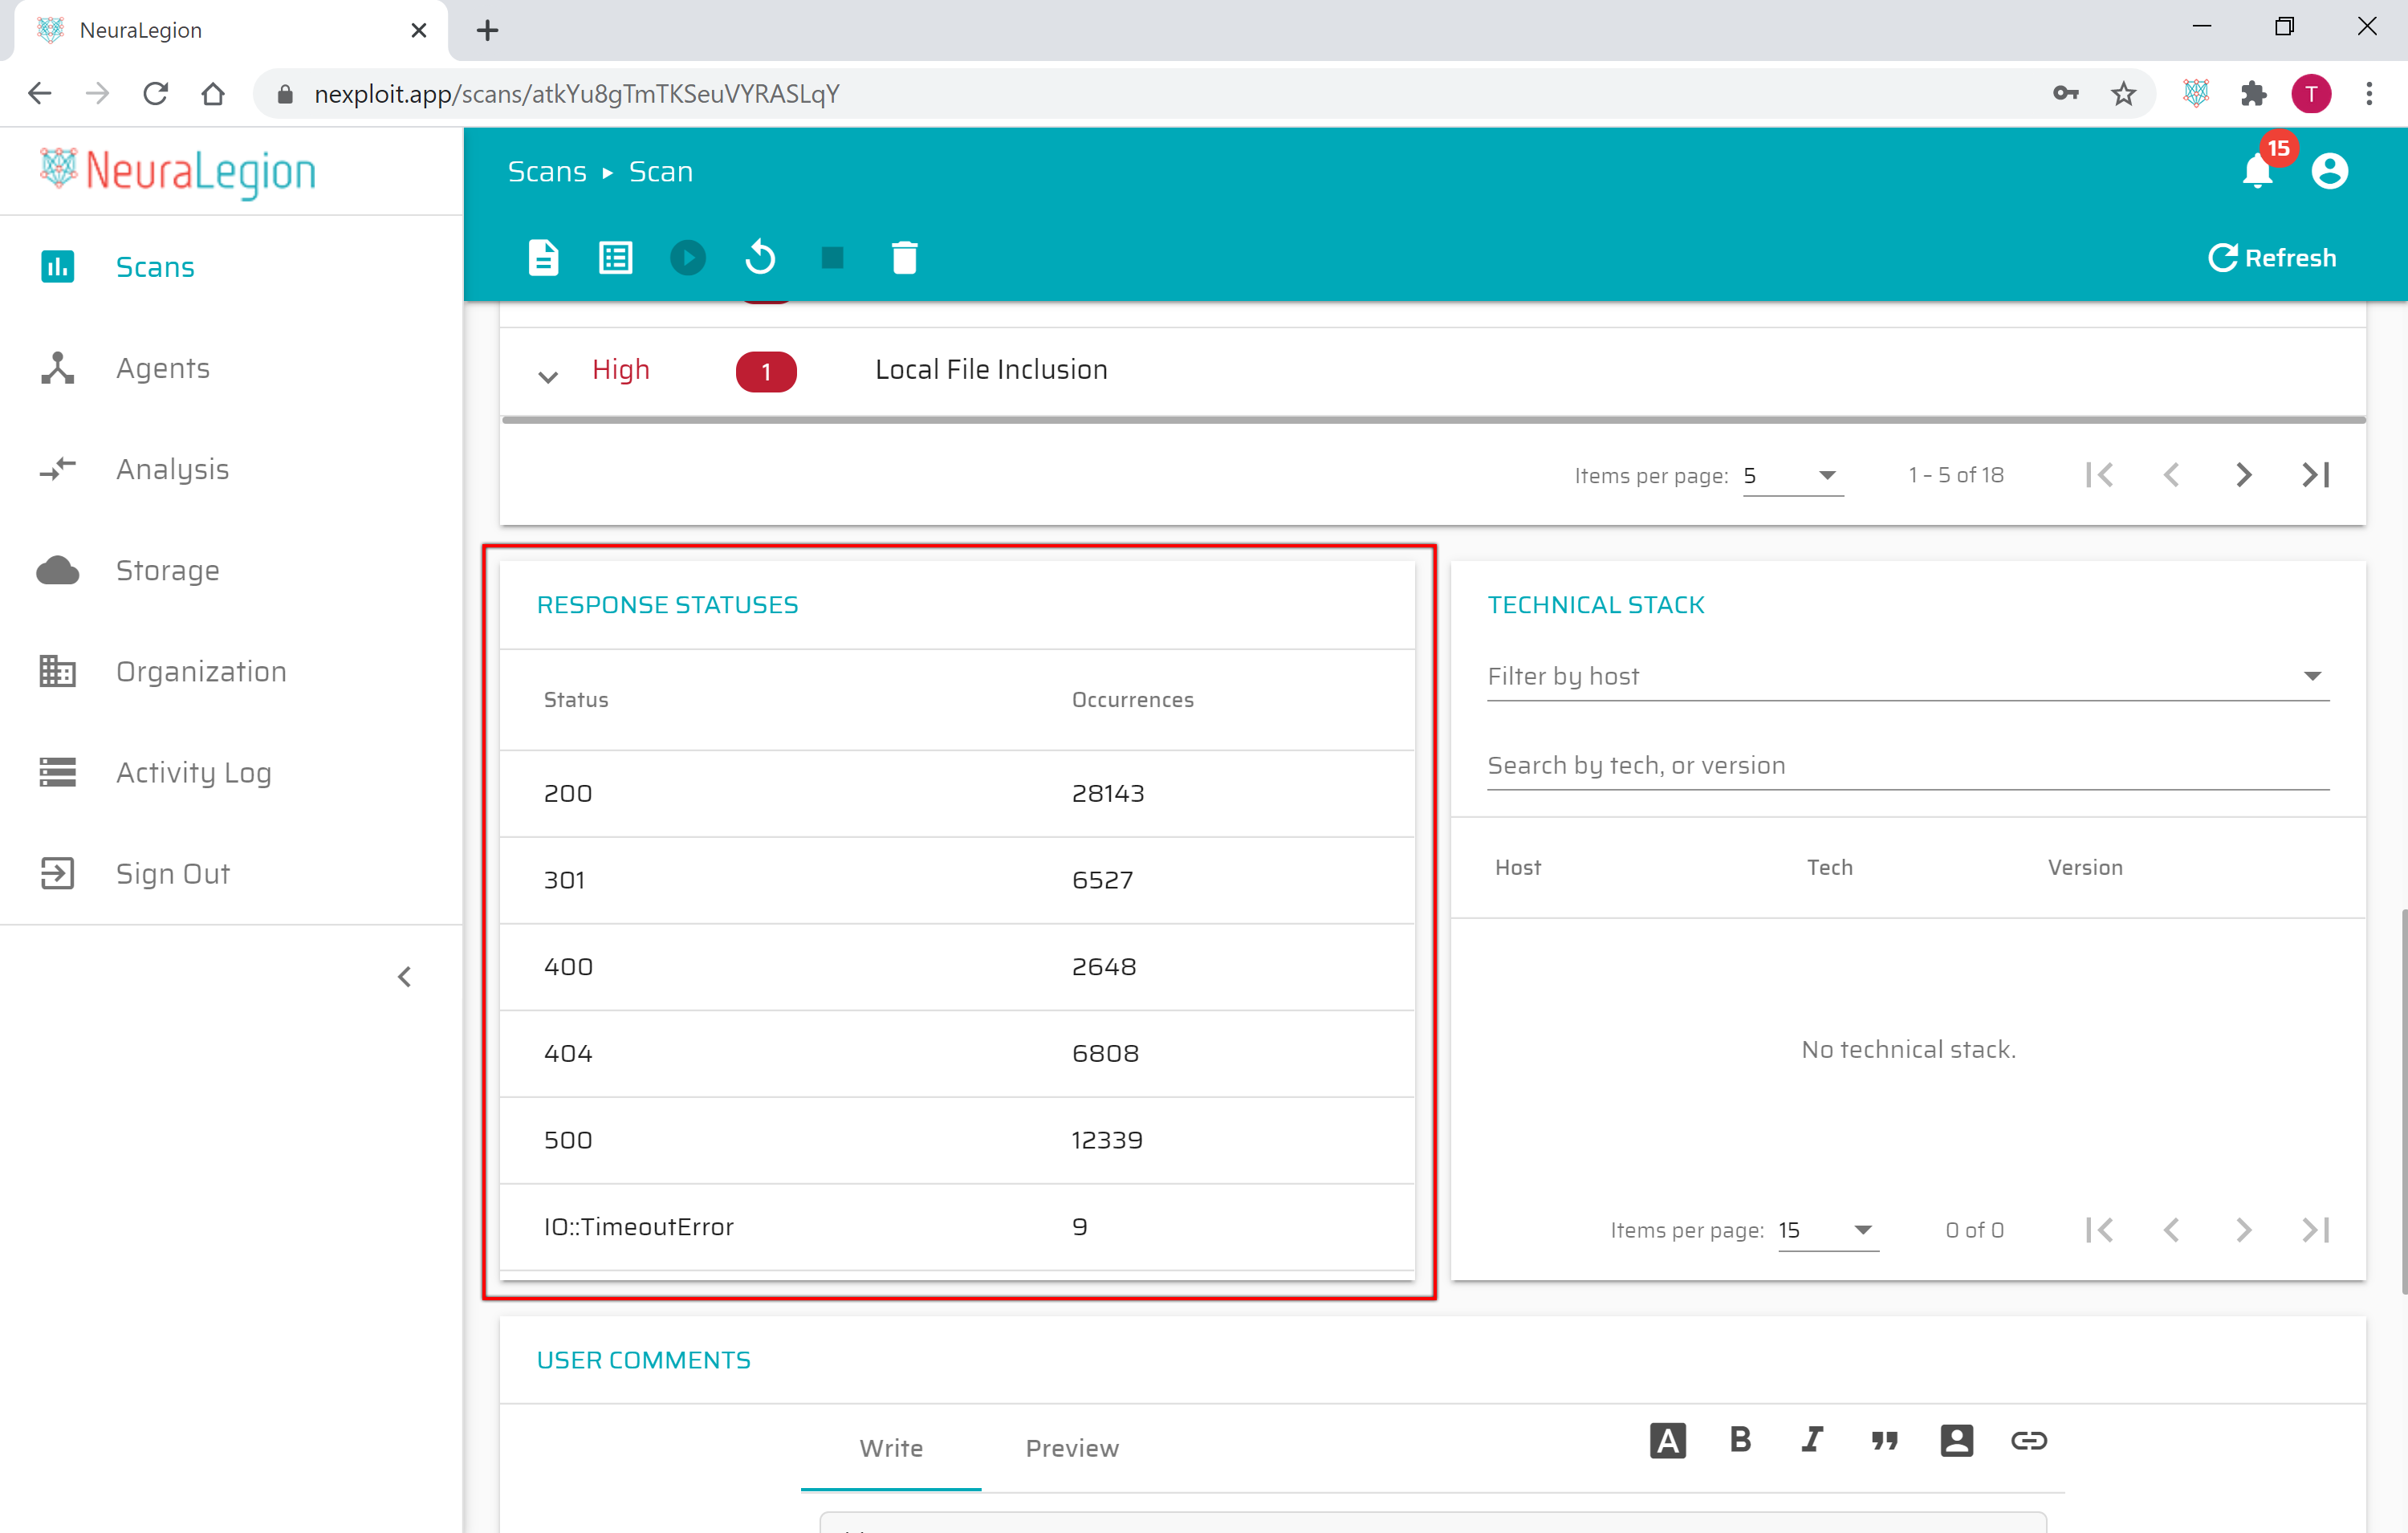 NeuraLegion
nexploit.app/scans/atkYu8gTmTKSeuVYRASLqY
T
NeuraLegion
Scans ▸ Scan
15
Refresh
Scans
Agents
Analysis
Storage
Organization
Activity Log
Sign Out
High 1 Local File Inclusion
Items per page: 5 1 – 5 of 18
RESPONSE STATUSES
Status Occurrences
200 28143
301 6527
400 2648
404 6808
500 12339
IO::TimeoutError 9
TECHNICAL STACK
Filter by host
Search by tech, or version
Host Tech Version
No technical stack.
Items per page: 15 0 of 0
USER COMMENTS
Write Preview
A B I